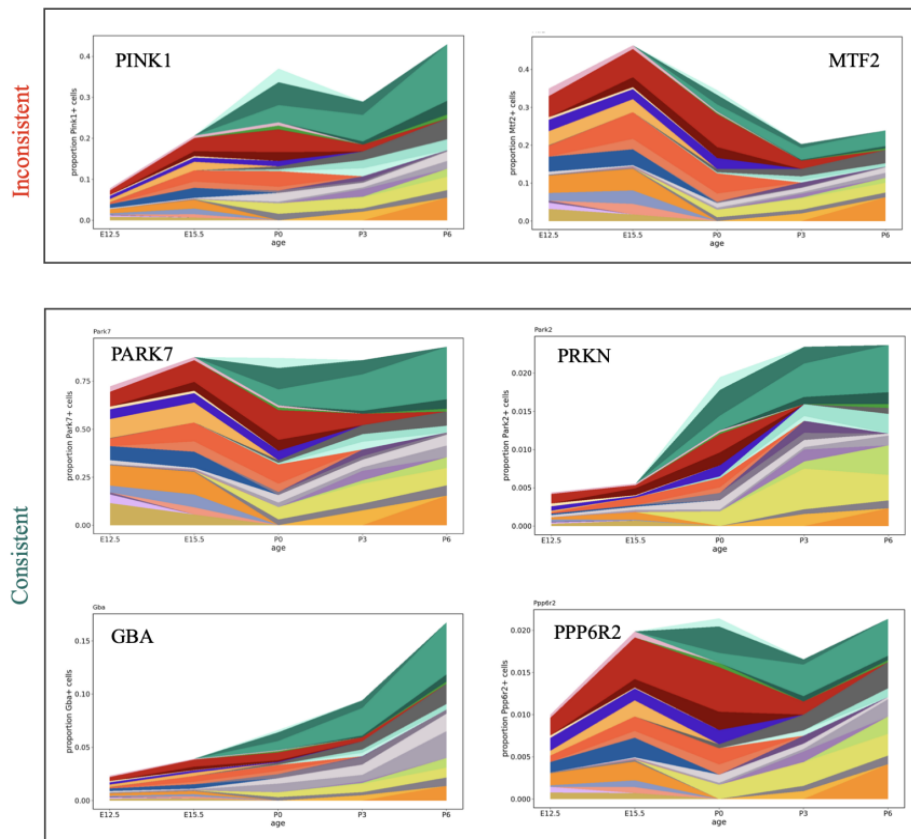 Inconsistent
PINK1
proportion Pink1+ cells
0.4
0.3
0.2
0.1
0.0
E12.5 E15.5 P0 P3 P6
age
MTF2
proportion Mtf2+ cells
0.4
0.3
0.2
0.1
0.0
E12.5 E15.5 P0 P3 P6
age
Consistent
Park7
PARK7
proportion Park7+ cells
0.75
0.50
0.25
0.00
E12.5 E15.5 P0 P3 P6
age
Park2
PRKN
proportion Park2+ cells
0.020
0.015
0.010
0.005
0.000
E12.5 E15.5 P0 P3 P6
age
Gba
GBA
proportion Gba+ cells
0.15
0.10
0.05
0.00
E12.5 E15.5 P0 P3 P6
age
Ppp6r2
PPP6R2
proportion Ppp6r2+ cells
0.020
0.015
0.010
0.005
0.000
E12.5 E15.5 P0 P3 P6
age